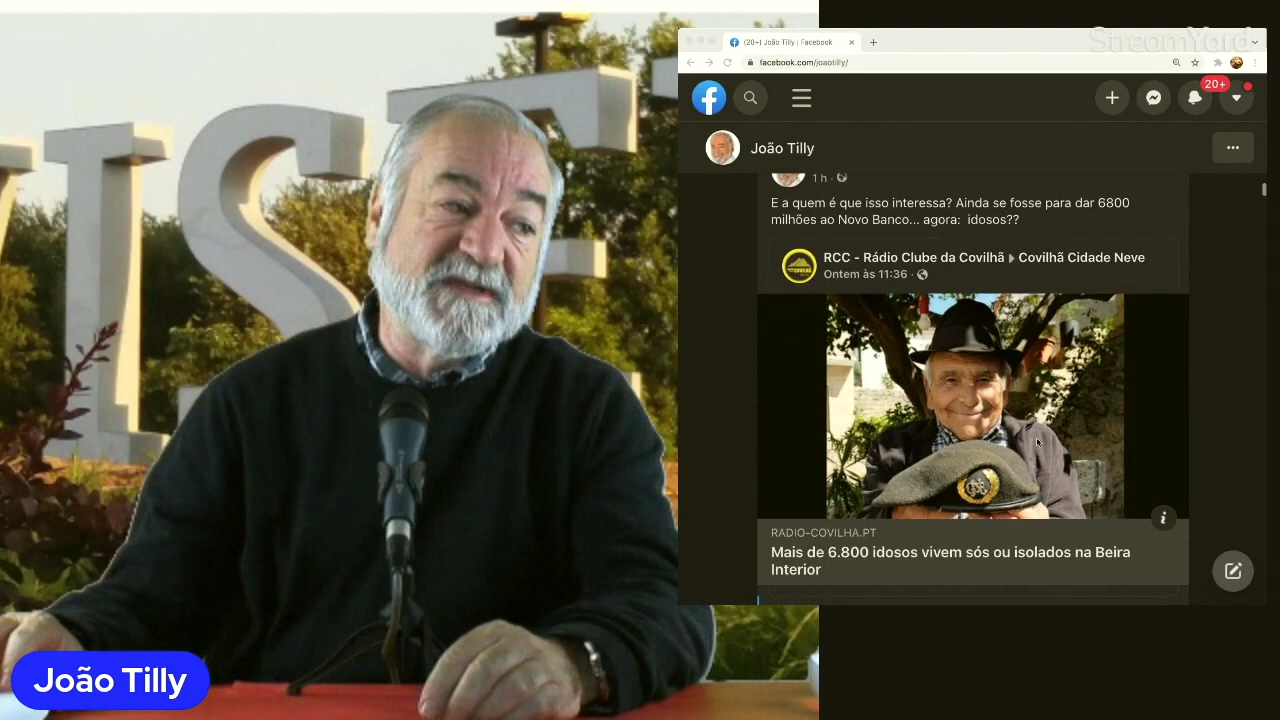 StreamYard
(20+) João Tilly | Facebook
facebook.com/joaotilly/
20+
João Tilly
1 h
E a quem é que isso interessa? Ainda se fosse para dar 6800
milhões ao Novo Banco... agora: idosos??
RCC - Rádio Clube da Covilhã
Covilhã Cidade Neve
Ontem às 11:36
RADIO-COVILHA.PT
Mais de 6.800 idosos vivem sós ou isolados na Beira
Interior
João Tilly